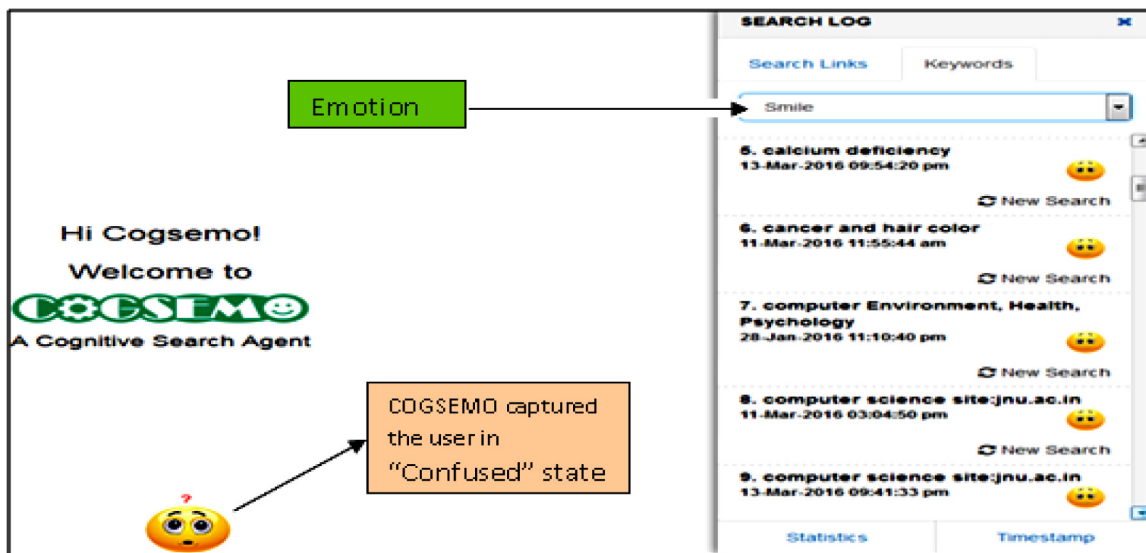 SEARCH LOG ×
Search Links Keywords
Emotion
Smile
5. calcium deficiency
13-Mar-2016 09:54:20 pm
New Search
6. cancer and hair color
11-Mar-2016 11:55:44 am
New Search
7. computer Environment, Health,
Psychology
28-Jan-2016 11:10:40 pm
New Search
8. computer science site:jnu.ac.in
11-Mar-2016 03:04:50 pm
New Search
9. computer science site:jnu.ac.in
13-Mar-2016 09:41:33 pm
Statistics Timestamp
Hi Cogsemo!
Welcome to
COGSEMO
A Cognitive Search Agent
COGSEMO captured
the user in
“Confused” state
?